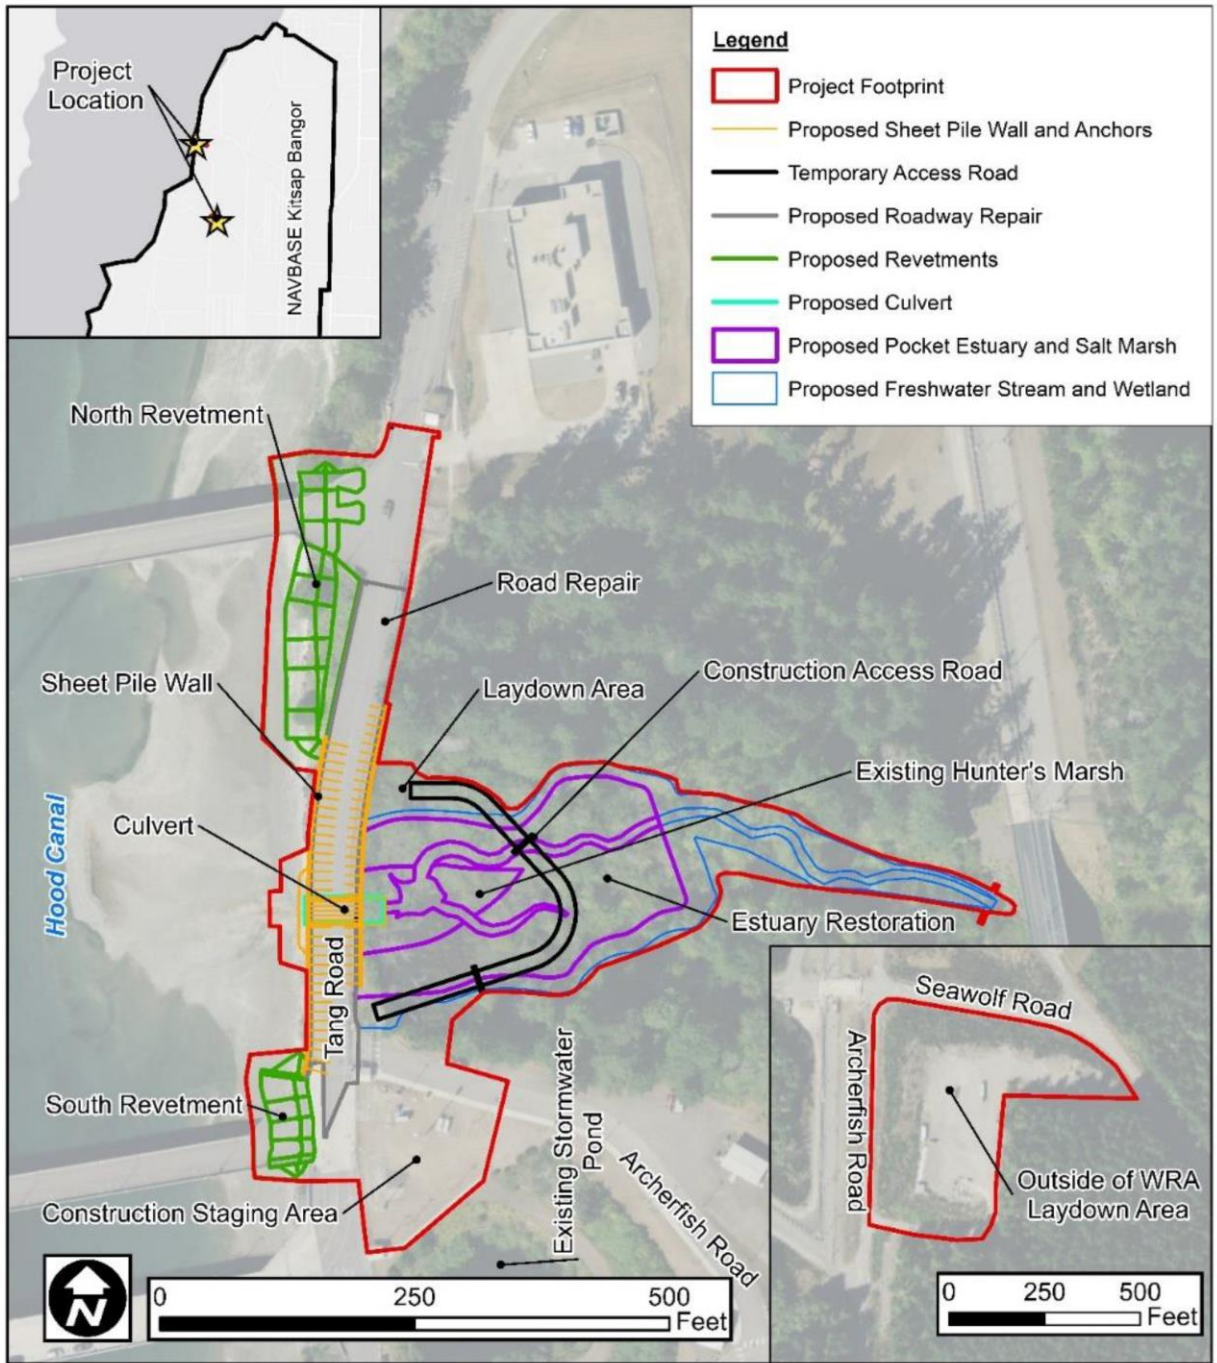 Project
Location
NAVBASE Kitsap Bangor
Legend
Project Footprint
Proposed Sheet Pile Wall and Anchors
Temporary Access Road
Proposed Roadway Repair
Proposed Revetments
Proposed Culvert
Proposed Pocket Estuary and Salt Marsh
Proposed Freshwater Stream and Wetland
North Revetment
Road Repair
Sheet Pile Wall
Laydown Area
Construction Access Road
Existing Hunter's Marsh
Culvert
Hood Canal
Estuary Restoration
Tang Road
South Revetment
Construction Staging Area
Existing Stormwater
Pond
Archerfish Road
Seawolf Road
Archerfish Road
Outside of WRA
Laydown Area
N
0 250 500
Feet
0 250 500
Feet